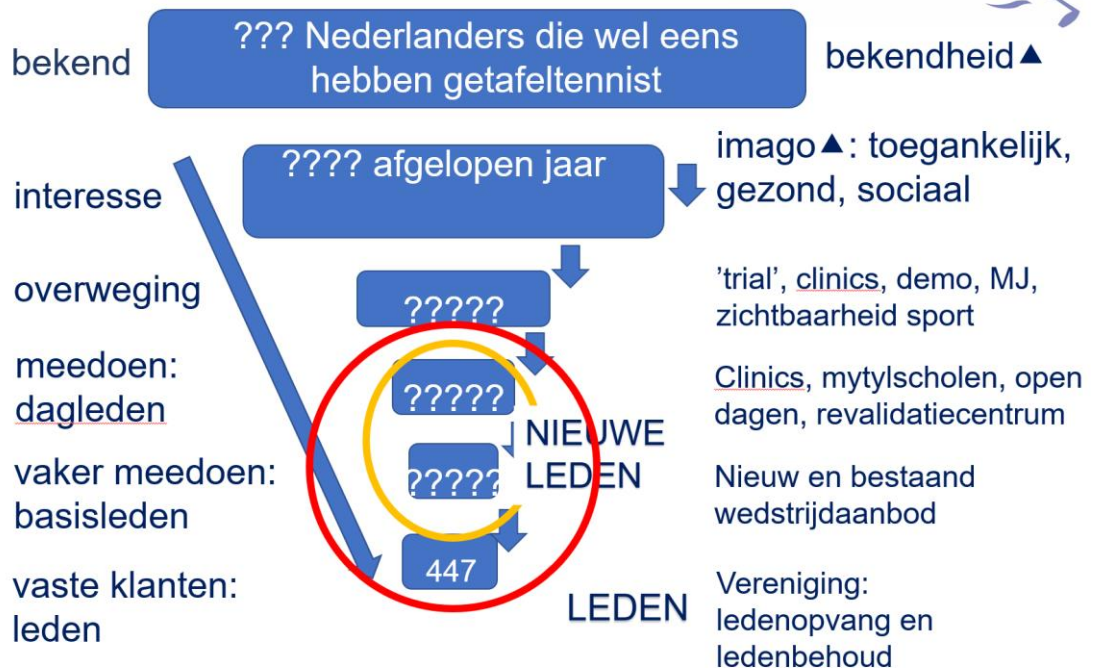 bekend
??? Nederlanders die wel eens
hebben getafeltennist
bekendheid▲
interesse
???? afgelopen jaar
imago▲: toegankelijk,
gezond, sociaal
overweging
?????
’trial’, clinics, demo, MJ,
zichtbaarheid sport
meedoen:
dagleden
?????
Clinics, mytylscholen, open
dagen, revalidatiecentrum
NIEUWE
LEDEN
vaker meedoen:
basisleden
?????
Nieuw en bestaand
wedstrijdaanbod
vaste klanten:
leden
447
LEDEN
Vereniging:
ledenopvang en
ledenbehoud